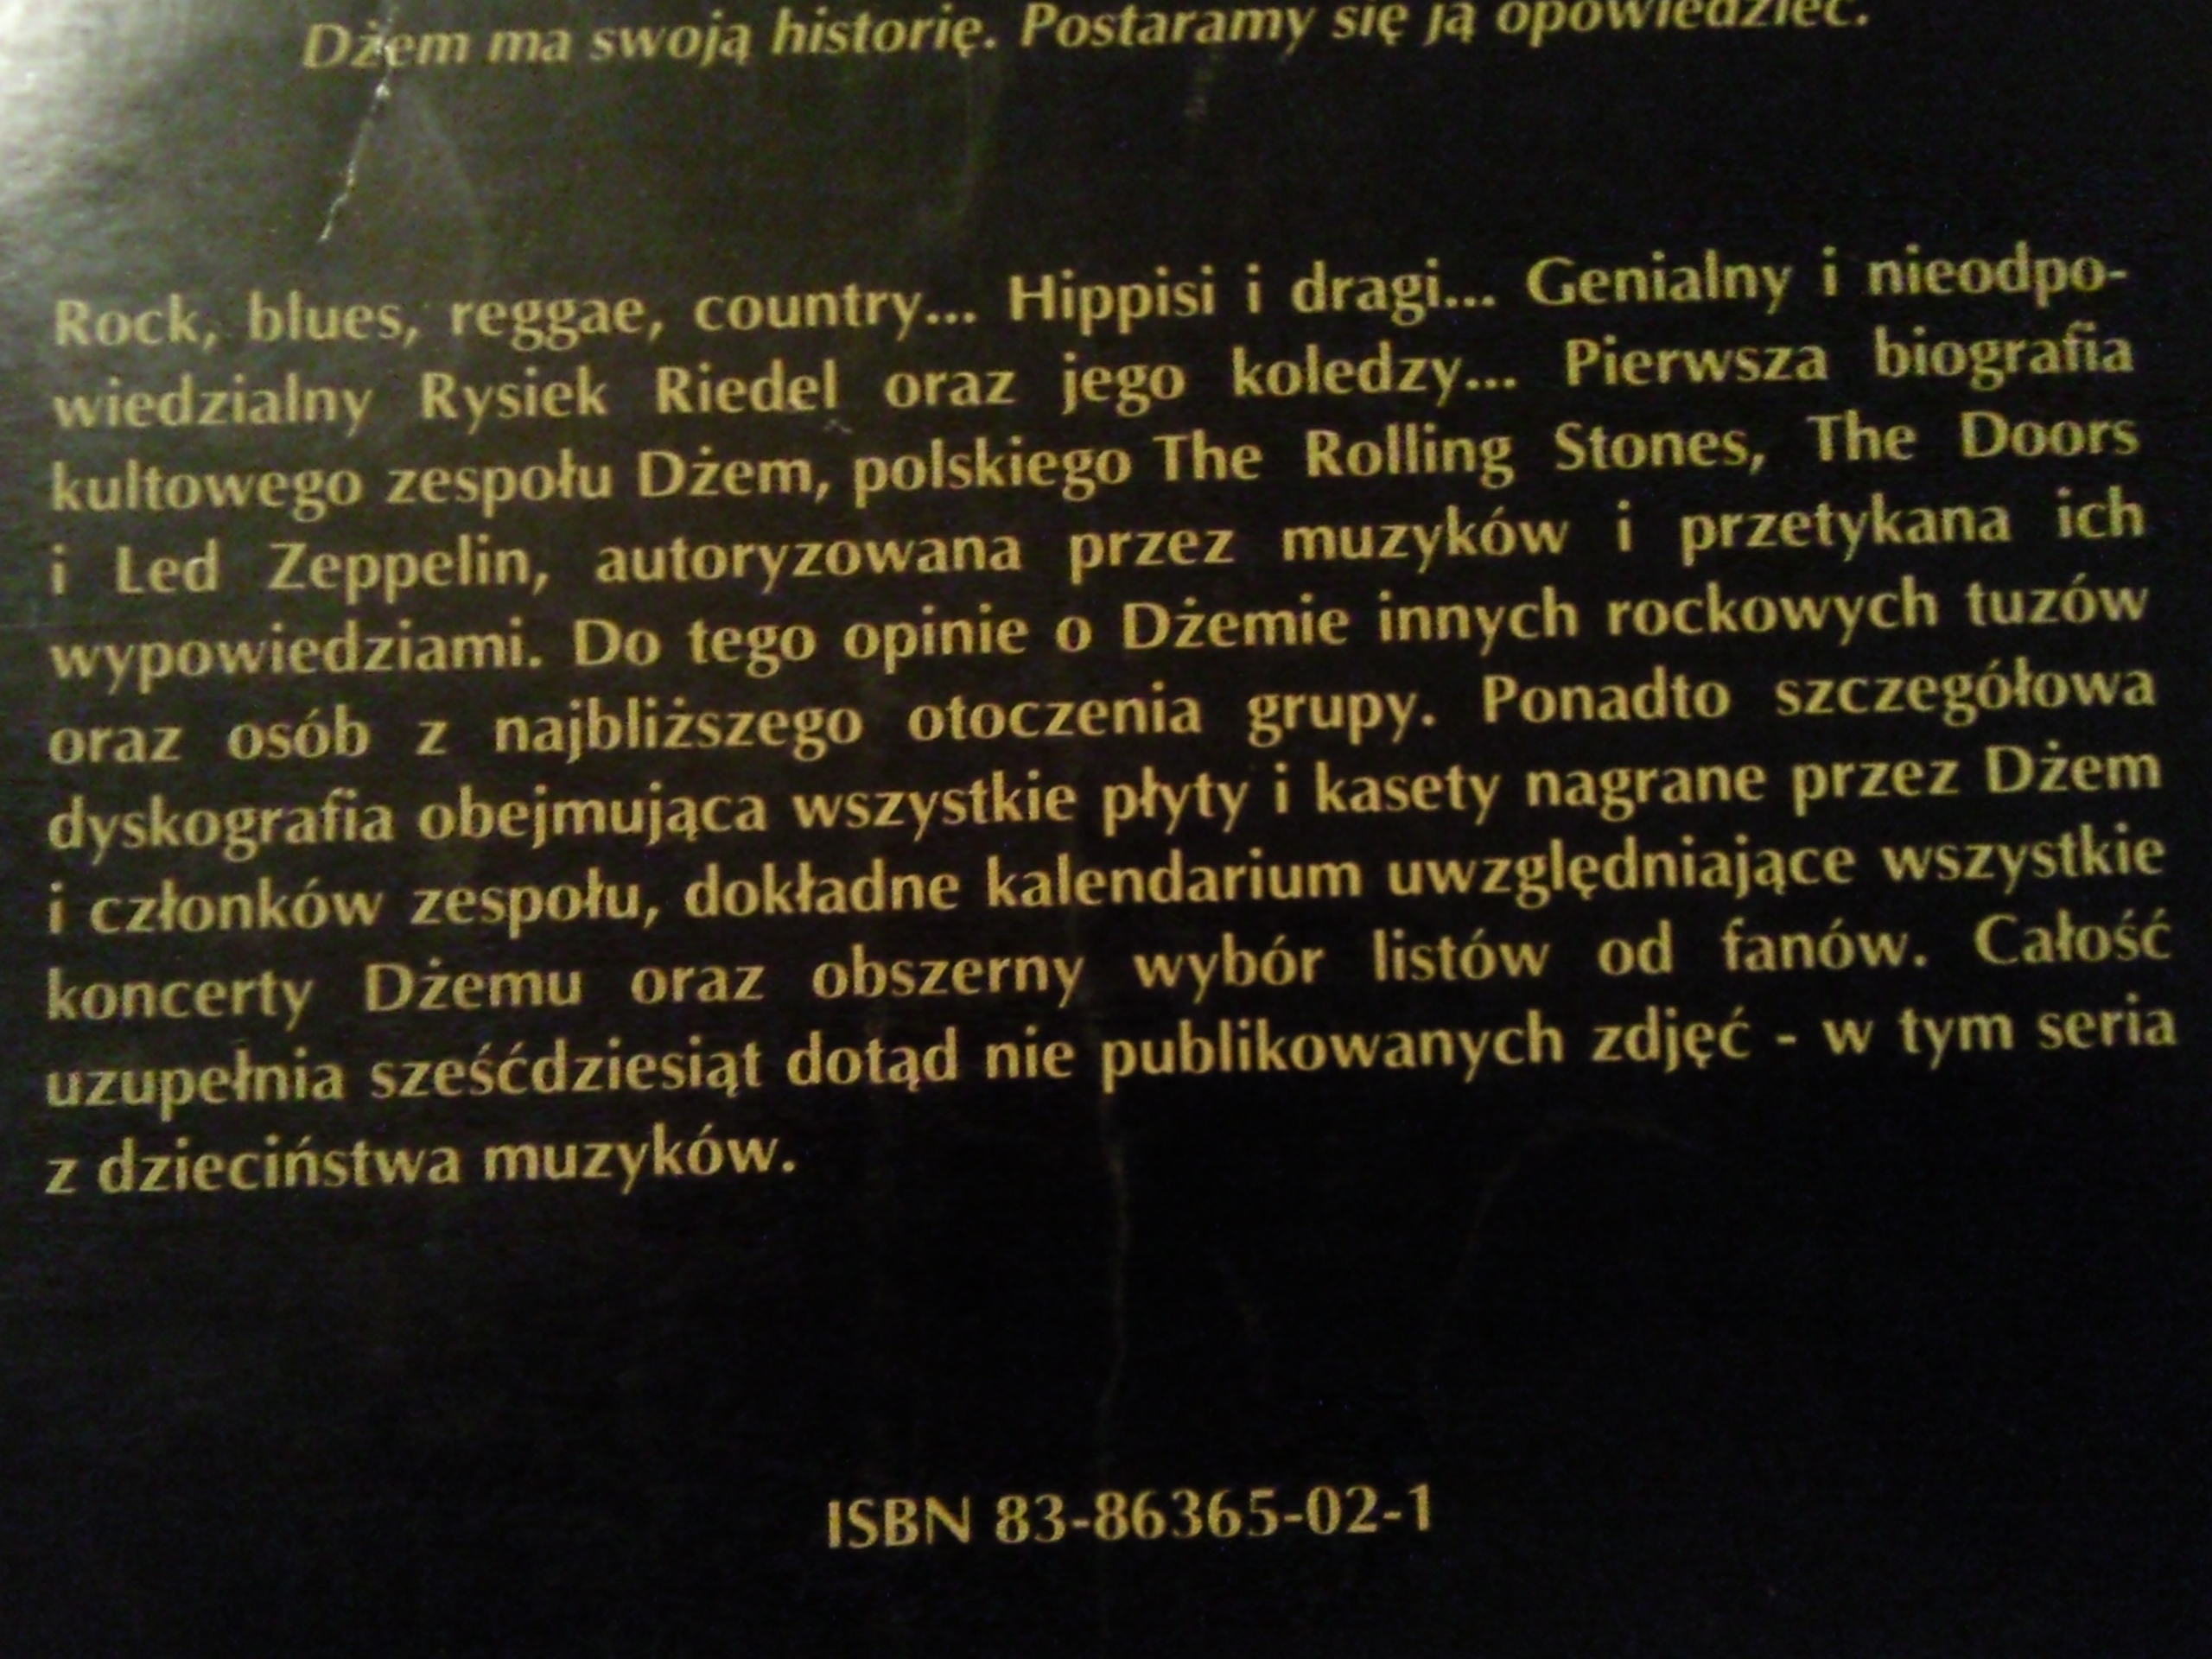 Dżem ma swoją historię. Postaramy się ją opowiedzieć.
Rock, blues, reggae, country... Hippisi i dragi... Genialny i nieodpo-
wiedzialny Rysiek Riedel oraz jego koledzy... Pierwsza biografia
kultowego zespołu Dżem, polskiego The Rolling Stones, The Doors
i Led Zeppelin, autoryzowana przez muzyków i przetykana ich
wypowiedziami. Do tego opinie o Dżemie innych rockowych tuzów
oraz osób z najbliższego otoczenia grupy. Ponadto szczegółowa
dyskografia obejmująca wszystkie płyty i kasety nagrane przez Dżem
i członków zespołu, dokładne kalendarium uwzględniające wszystkie
koncerty Dżemu oraz obszerny wybór listów od fanów. Całość
uzupełnia sześćdziesiąt dotąd nie publikowanych zdjęć - w tym seria
z dzieciństwa muzyków.
ISBN 83-86365-02-1